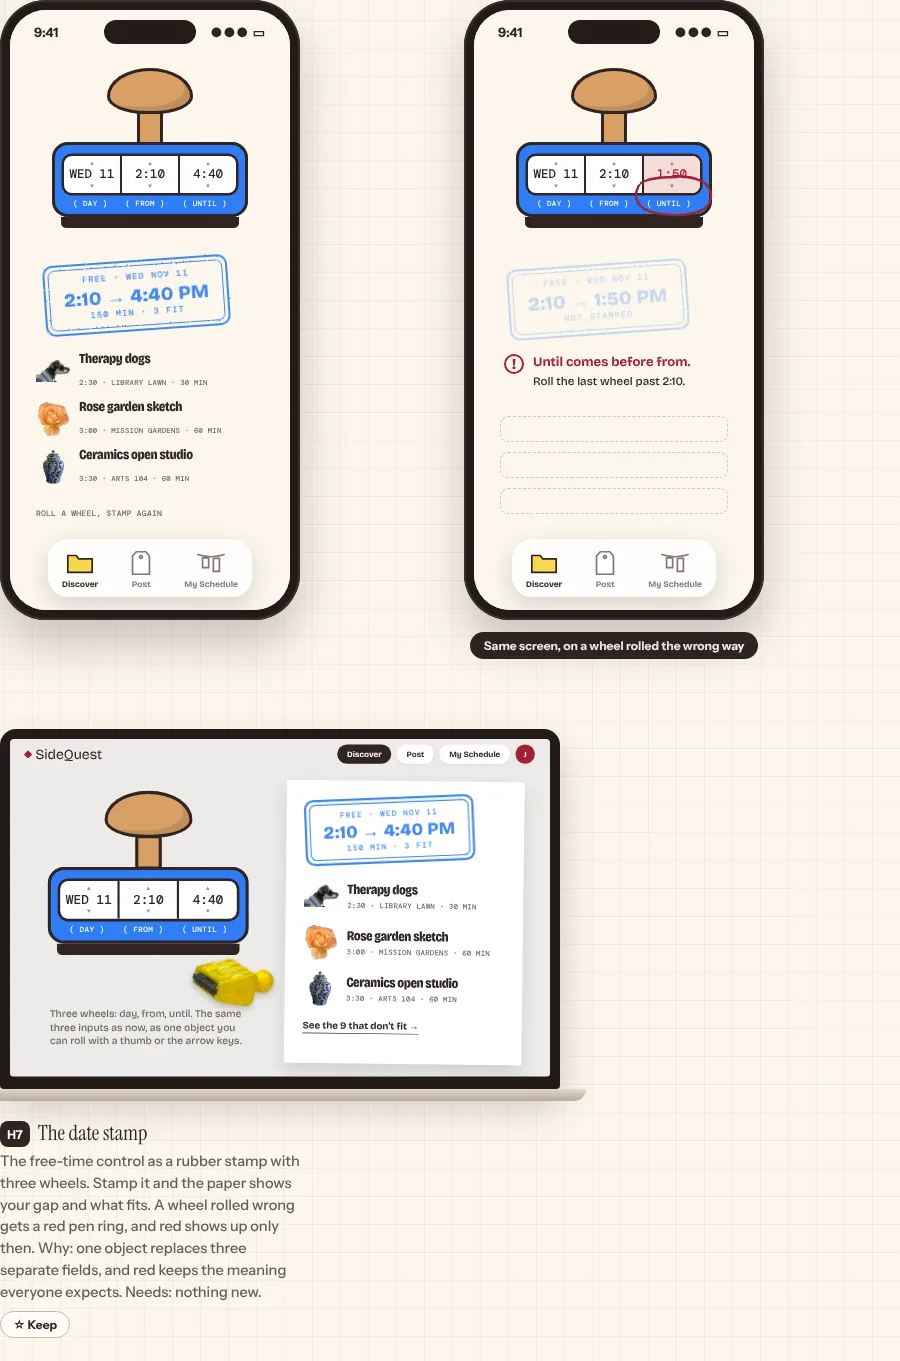 9:41
WED 11
2:10
4:40
( DAY )
( FROM )
( UNTIL )
FREE · WED NOV 11
2:10 → 4:40 PM
150 MIN · 3 FIT
Therapy dogs
2:30 · LIBRARY LAWN · 30 MIN
Rose garden sketch
3:00 · MISSION GARDENS · 60 MIN
Ceramics open studio
3:30 · ARTS 104 · 60 MIN
ROLL A WHEEL, STAMP AGAIN
Discover
Post
My Schedule
9:41
WED 11
2:10
1:50
( DAY )
( FROM )
( UNTIL )
FREE · WED NOV 11
2:10 → 1:50 PM
NOT STAMPED
Until comes before from.
Roll the last wheel past 2:10.
Discover
Post
My Schedule
Same screen, on a wheel rolled the wrong way
SideQuest
Discover
Post
My Schedule
J
WED 11
2:10
4:40
( DAY )
( FROM )
( UNTIL )
Three wheels: day, from, until. The same
three inputs as now, as one object you
can roll with a thumb or the arrow keys.
FREE · WED NOV 11
2:10 → 4:40 PM
150 MIN · 3 FIT
Therapy dogs
2:30 · LIBRARY LAWN · 30 MIN
Rose garden sketch
3:00 · MISSION GARDENS · 60 MIN
Ceramics open studio
3:30 · ARTS 104 · 60 MIN
See the 9 that don't fit →
H7 The date stamp
The free-time control as a rubber stamp with
three wheels. Stamp it and the paper shows
your gap and what fits. A wheel rolled wrong
gets a red pen ring, and red shows up only
then. Why: one object replaces three
separate fields, and red keeps the meaning
everyone expects. Needs: nothing new.
☆ Keep